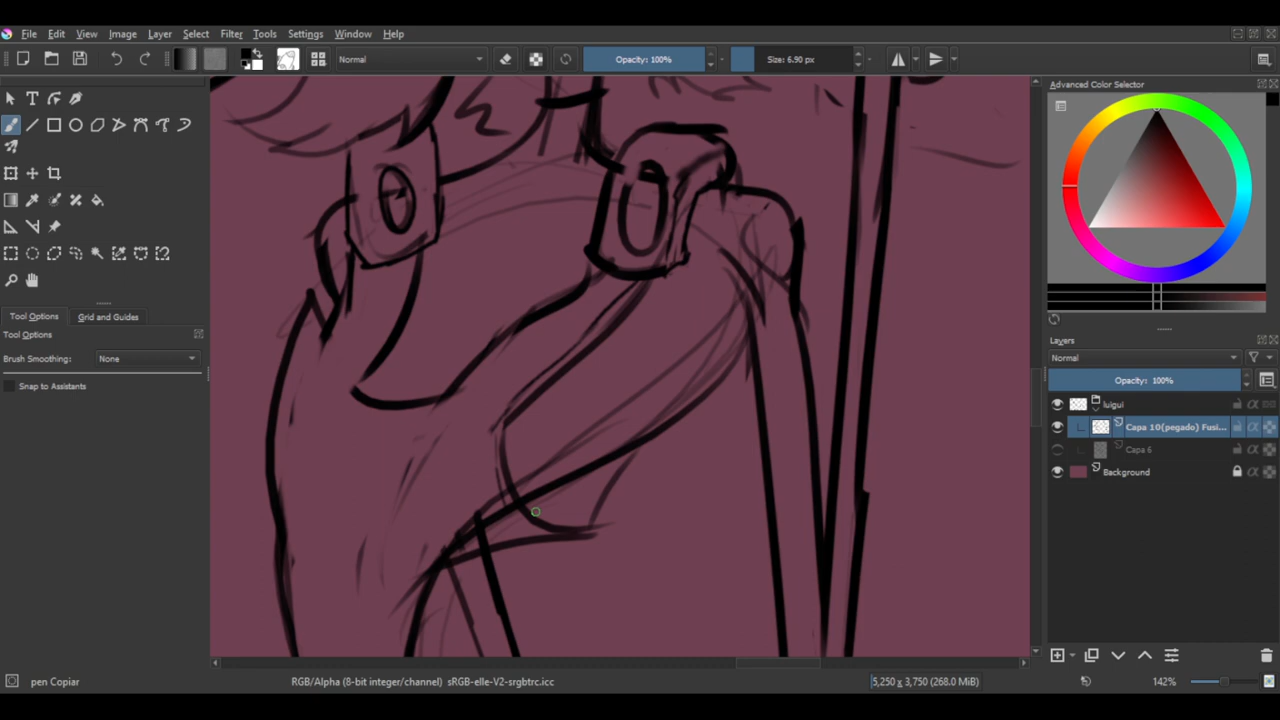 File Edit View Image Layer Select Filter Tools Settings Window Help
Normal Opacity: 100% Size: 6.90 px
Advanced Color Selector
Tool Options Grid and Guides
Tool Options
Brush Smoothing: None
Snap to Assistants
Layers
Normal
Opacity: 100%
luigui
Capa 10(pegado) Fusi...
Capa 6
Background
pen Copiar RGB/Alpha (8-bit integer/channel) sRGB-elle-V2-srgbtrc.icc 5,250 x 3,750 (268.0 MiB) 142%